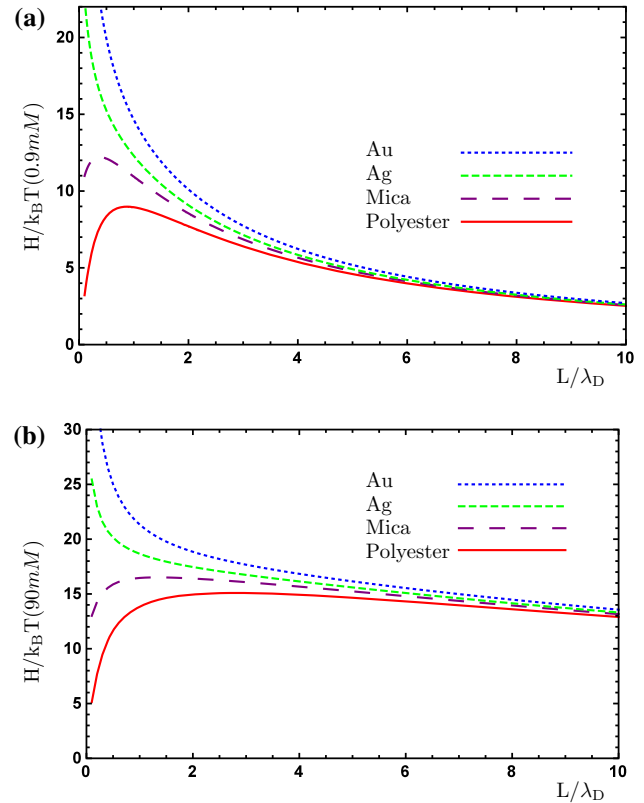 (a)
H/k_BT(0.9mM)
20
15
10
5
0
Au
Ag
Mica
Polyester
0 2 4 6 8 10
L/λ_D
(b)
H/k_BT(90mM)
30
25
20
15
10
5
0
Au
Ag
Mica
Polyester
0 2 4 6 8 10
L/λ_D